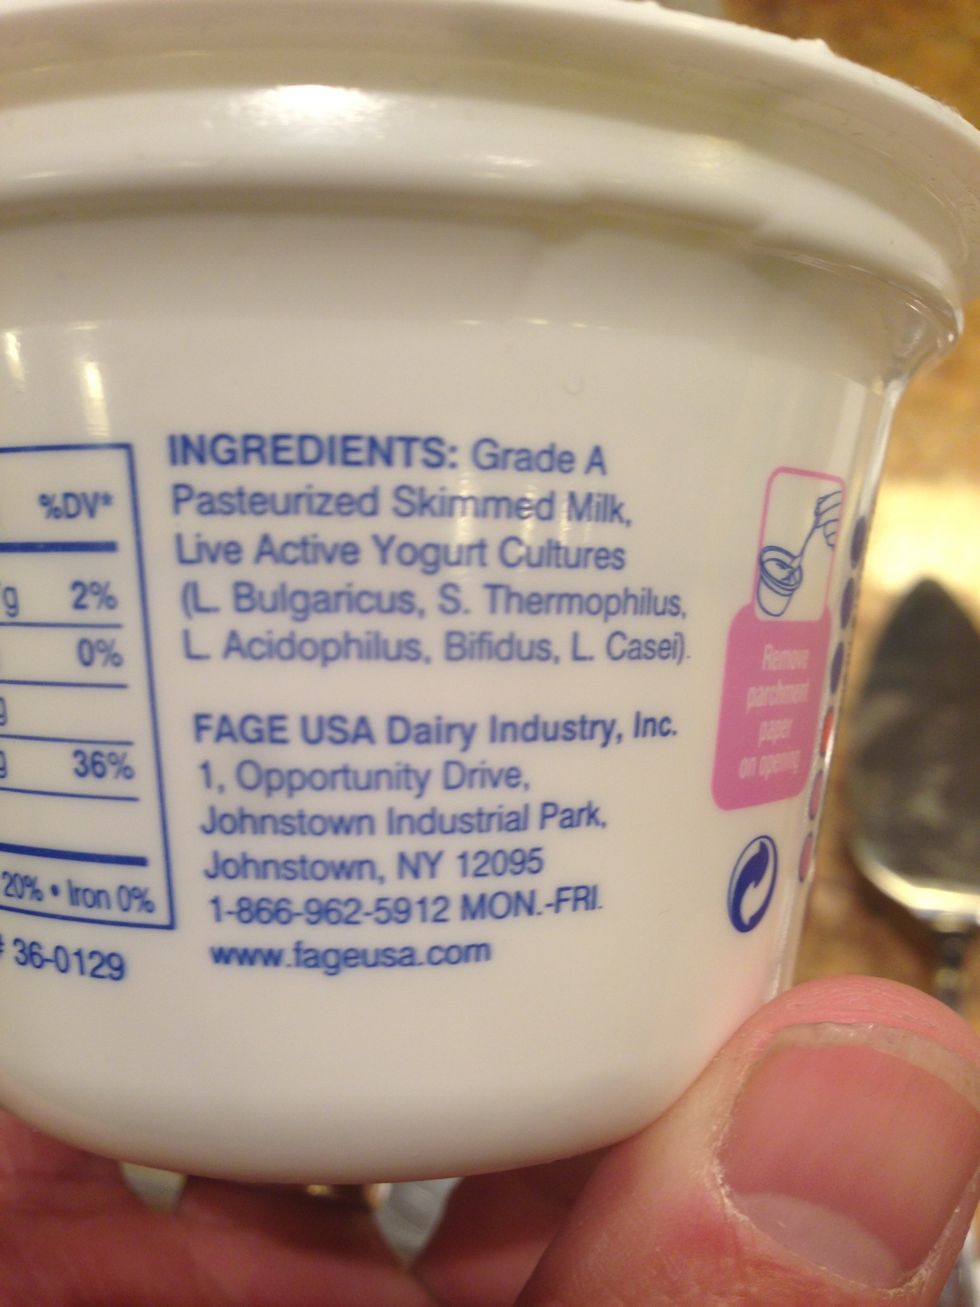 %DV*
g 2%
0%
g
g 36%
20% • Iron 0%
# 36-0129
INGREDIENTS: Grade A
Pasteurized Skimmed Milk,
Live Active Yogurt Cultures
(L. Bulgaricus, S. Thermophilus,
L. Acidophilus, Bifidus, L. Casei).
FAGE USA Dairy Industry, Inc.
1, Opportunity Drive,
Johnstown Industrial Park,
Johnstown, NY 12095
1-866-962-5912 MON.-FRI.
www.fageusa.com
Remove
parchment
paper
on opening